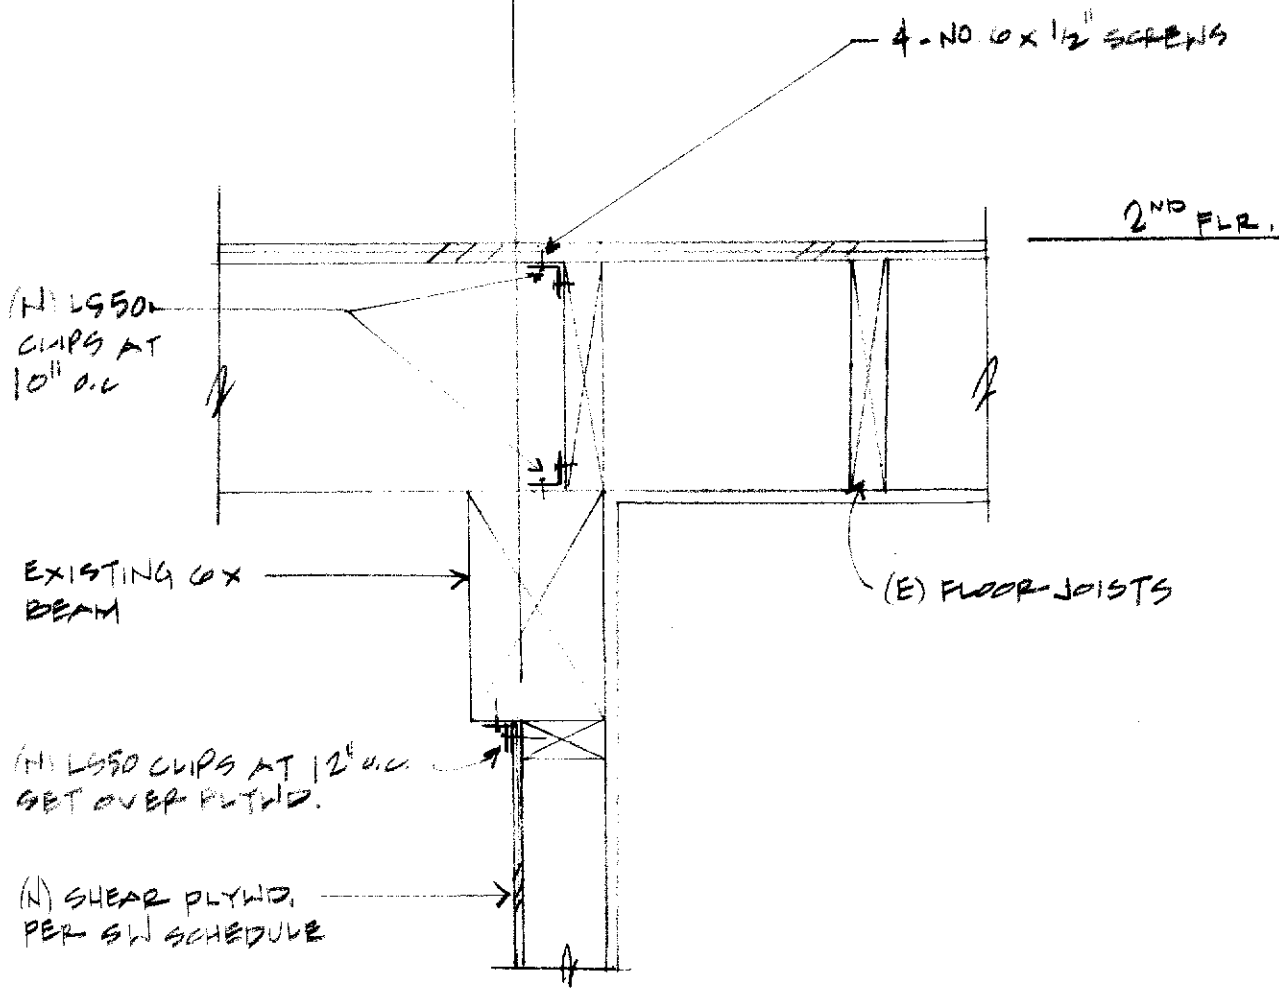 4-NO 6 x 1/2" SCREWS
2ND FLR.
(N) LS50
CLIPS AT
10" O.C
EXISTING 6X
BEAM
(E) FLOOR JOISTS
(N) LS50 CLIPS AT 12" O.C.
SET OVER PLYWD.
(N) SHEAR PLYWD.
PER SW SCHEDULE